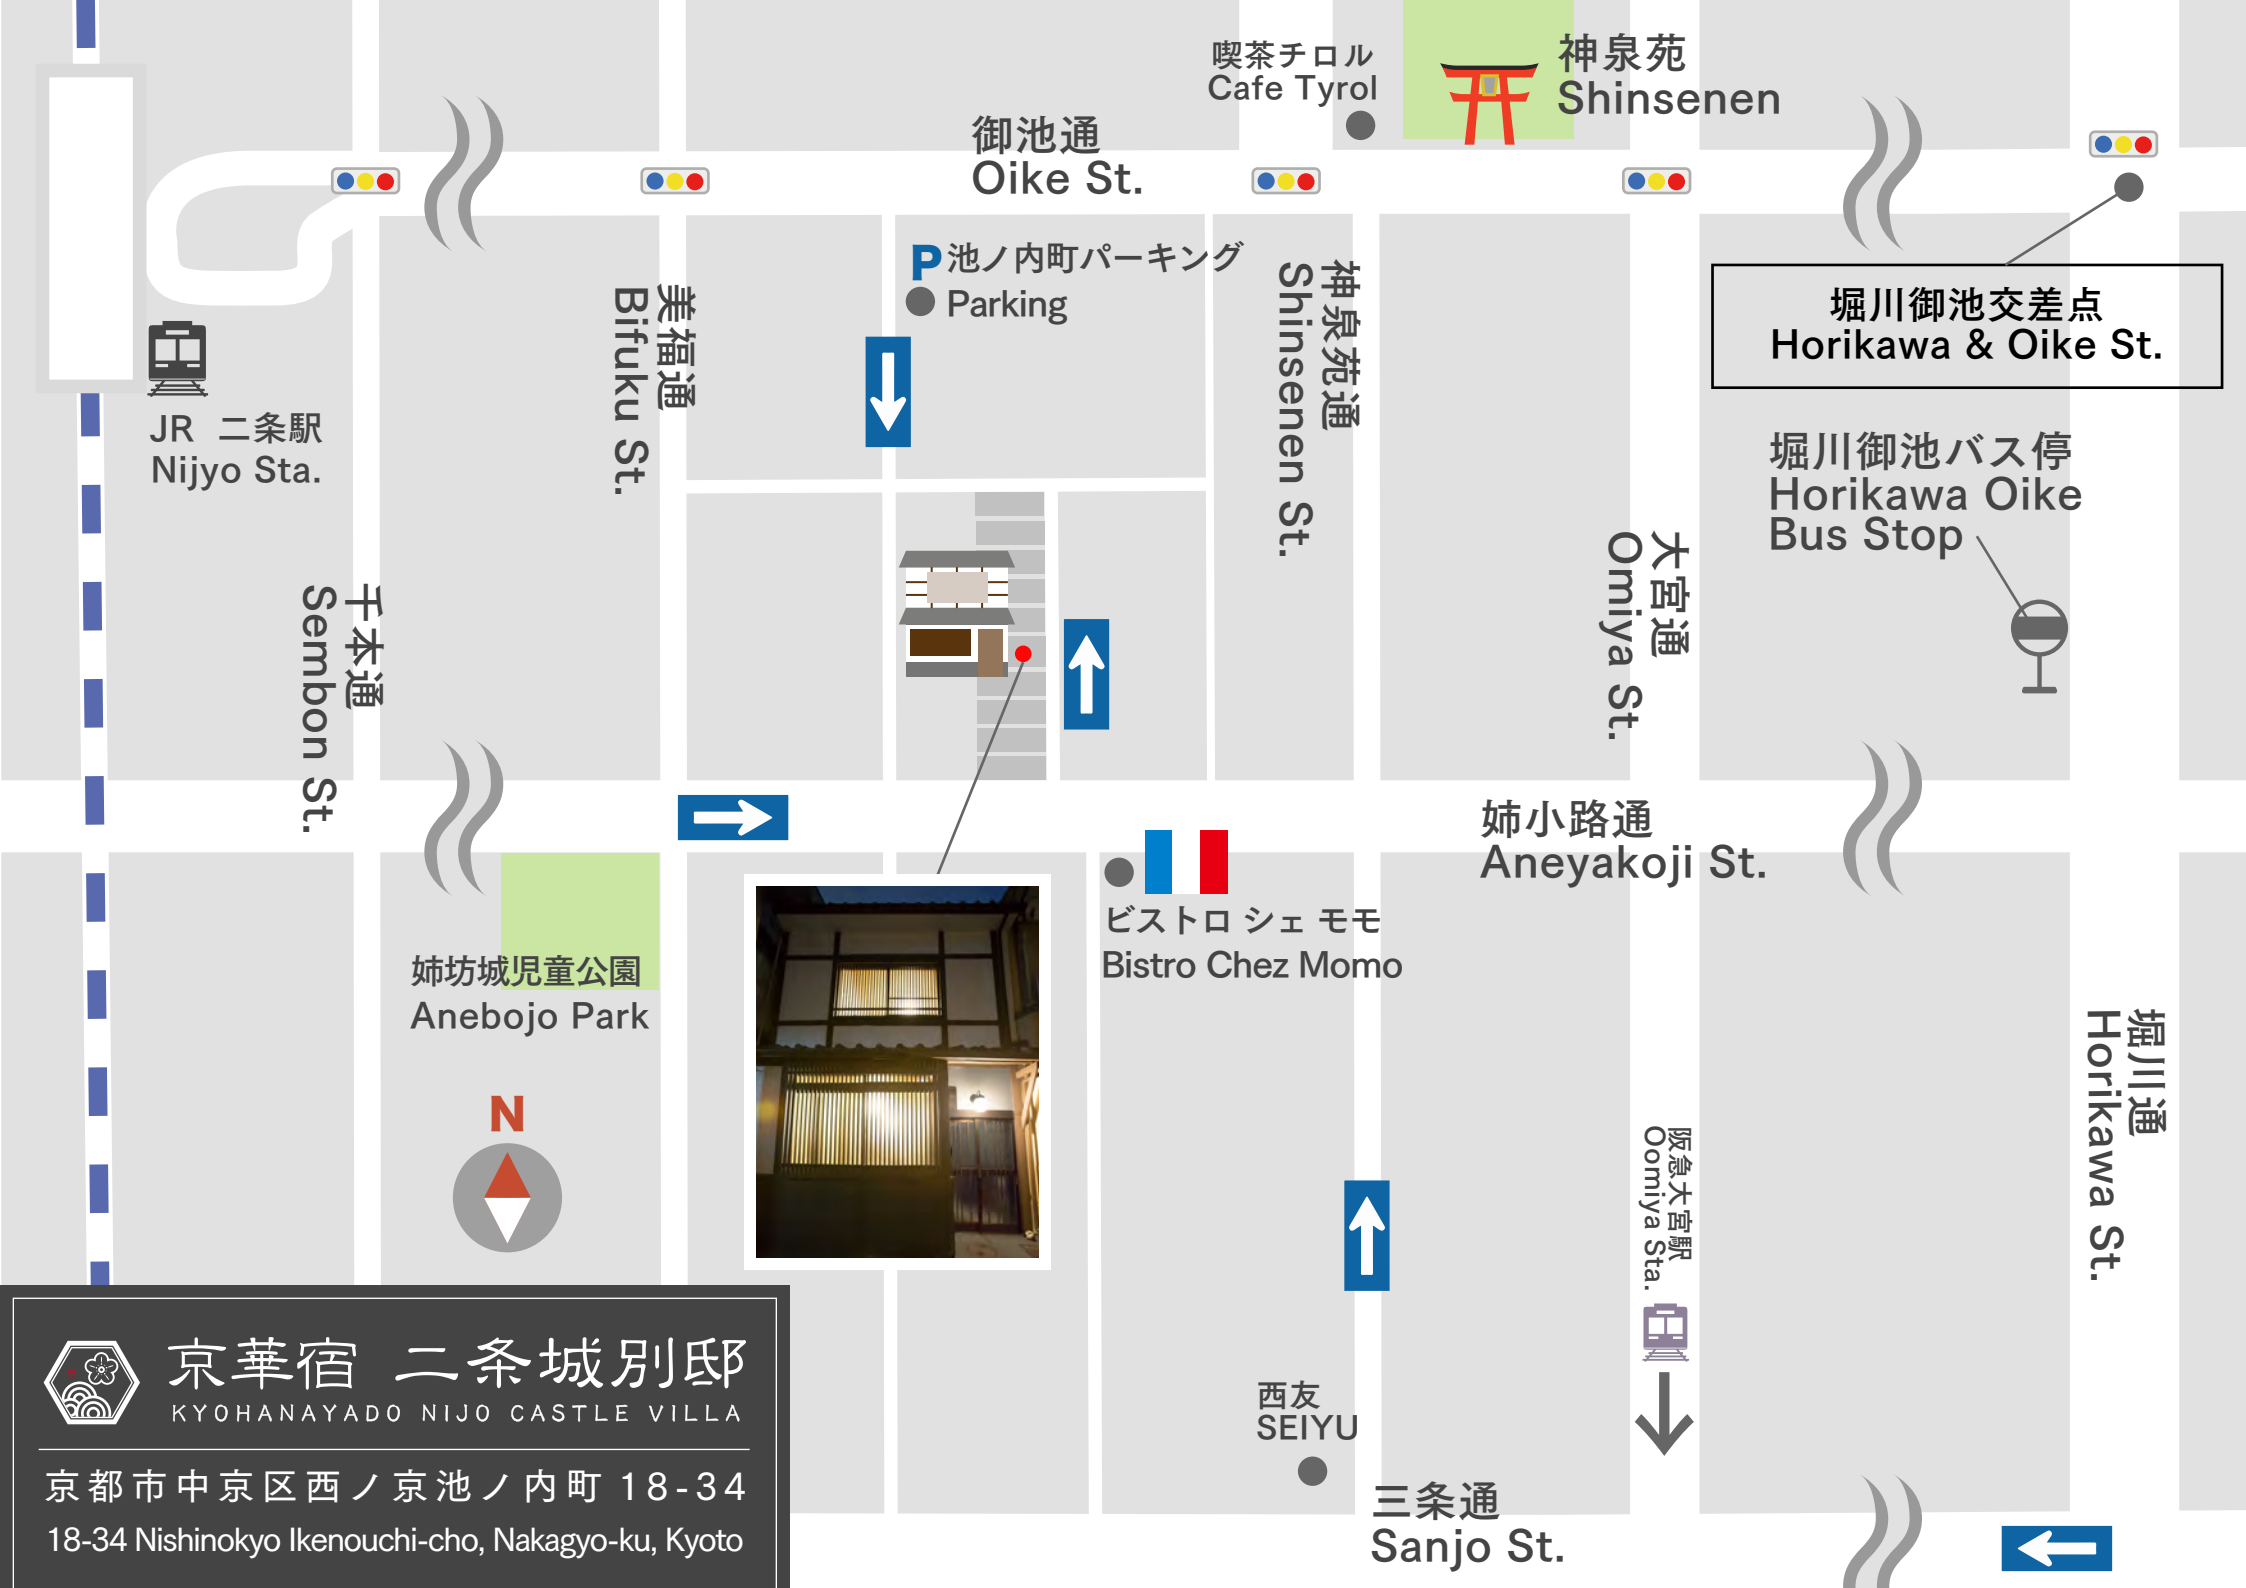 喫茶チロル
Cafe Tyrol
神泉苑
Shinsenen
御池通
Oike St.
P 池ノ内町パーキング
Parking
堀川御池交差点
Horikawa & Oike St.
美福通
Bifuku St.
神泉苑通
Shinsenen St.
JR 二条駅
Nijyo Sta.
堀川御池バス停
Horikawa Oike
Bus Stop
千本通
Sembon St.
大宮通
Omiya St.
姉小路通
Aneyakoji St.
ビストロ シェ モモ
Bistro Chez Momo
姉坊城児童公園
Anebojo Park
N
堀川通
Horikawa St.
阪急大宮駅
Oomiya Sta.
西友
SEIYU
三条通
Sanjo St.
京華宿 二条城別邸
KYOHANAYADO NIJO CASTLE VILLA
京都市中京区西ノ京池ノ内町 18-34
18-34 Nishinokyo Ikenouchi-cho, Nakagyo-ku, Kyoto